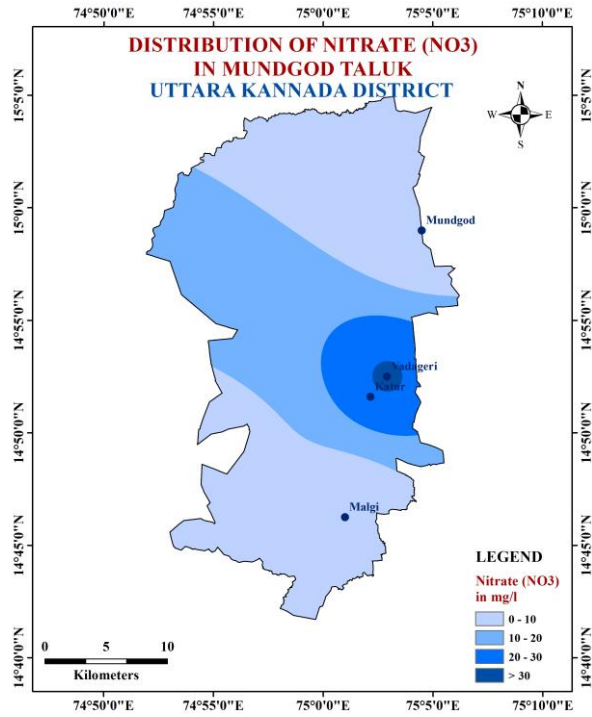 74°50'0"E 74°55'0"E 75°0'0"E 75°5'0"E 75°10'0"E
DISTRIBUTION OF NITRATE (NO3)
IN MUNDGOD TALUK
UTTARA KANNADA DISTRICT
N
W E
S
15°5'0"N 15°5'0"N
15°0'0"N 15°0'0"N
Mundgod
14°55'0"N 14°55'0"N
Vadageri
Katur
14°50'0"N 14°50'0"N
Malgi
14°45'0"N 14°45'0"N
LEGEND
Nitrate (NO3)
in mg/l
0 - 10
10 - 20
20 - 30
> 30
0 5 10
Kilometers
14°40'0"N 14°40'0"N
74°50'0"E 74°55'0"E 75°0'0"E 75°5'0"E 75°10'0"E